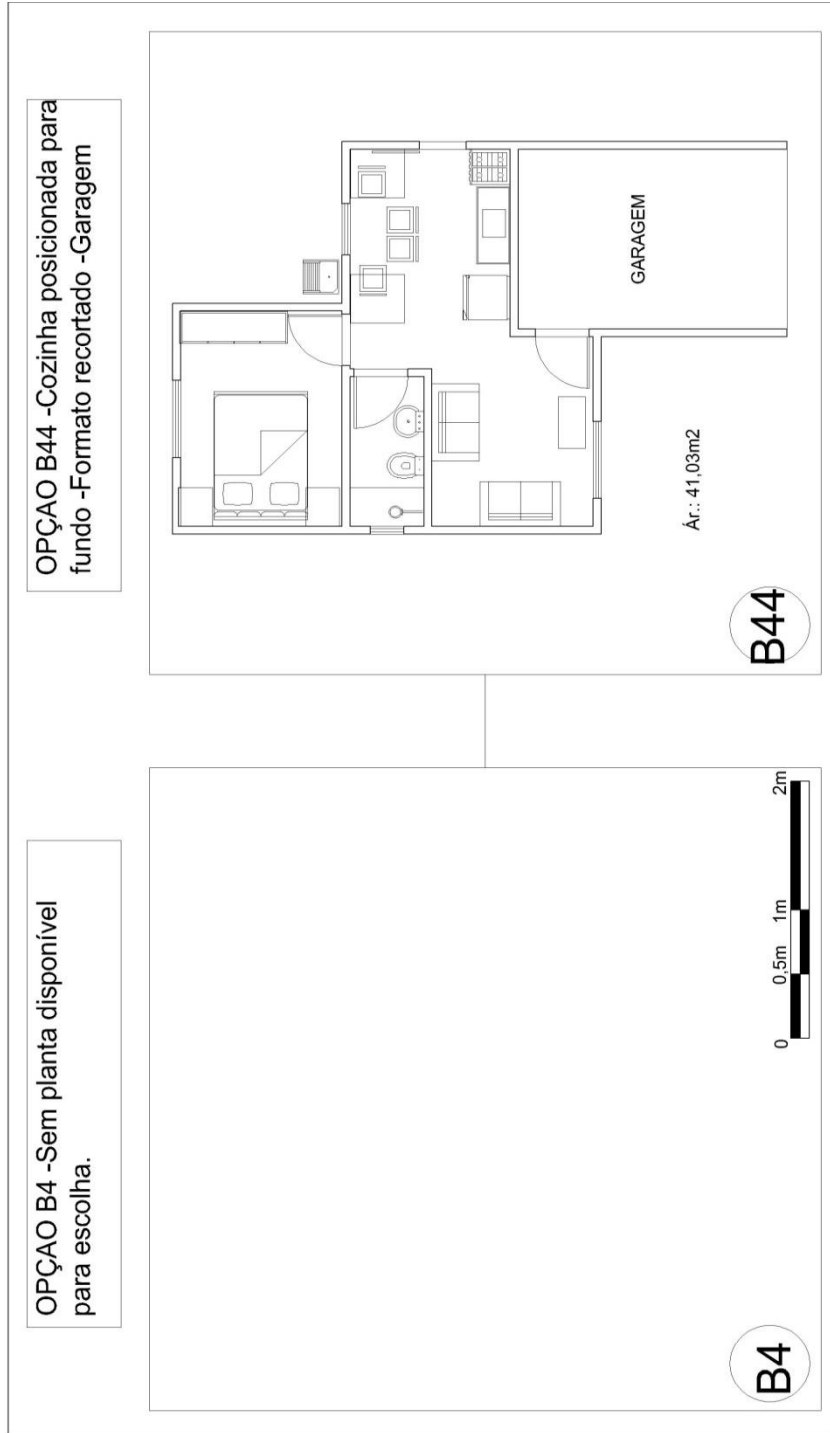 OPÇAO B4 -Sem planta disponível
para escolha.
OPÇAO B44 -Cozinha posicionada para
fundo -Formato recortado -Garagem
GARAGEM
Ár.: 41,03m2
B4
0
0,5m
1m
2m
B44